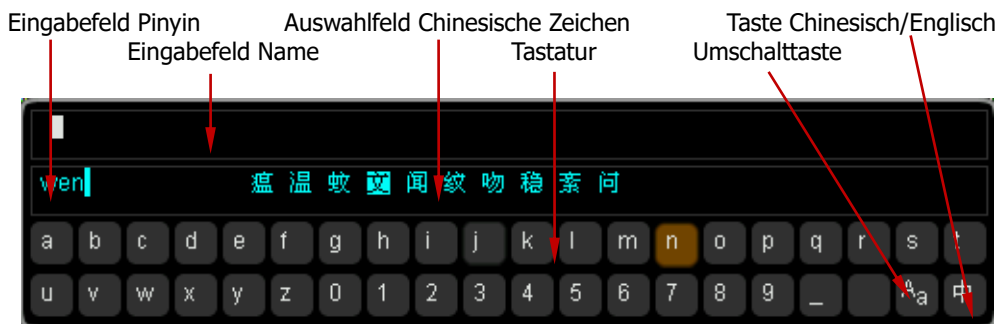 Eingabefeld Pinyin Auswahlfeld Chinesische Zeichen Taste Chinesisch/Englisch
Eingabefeld Name Tastatur Umschalttaste
wen 瘟 温 蚊 文 闻 纹 吻 稳 紊 问
a b c d e f g h i j k l m n o p q r s t
u v w x y z 0 1 2 3 4 5 6 7 8 9 _ Aa 中